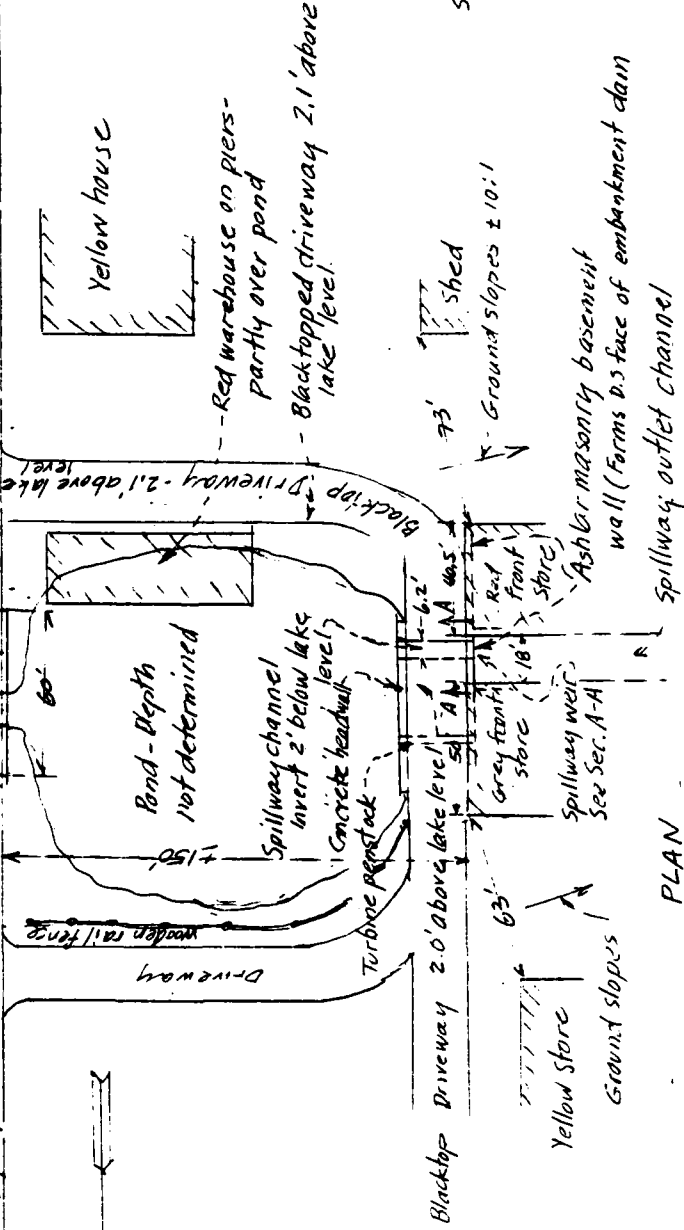 Yellow house
Red warehouse on piers-
partly over pond
Blacktopped driveway 2.1' above
lake level.
Blacktop Driveway - 2.1' above lake
level
60'
Pond-Depth
not determined
±150'
wooden rail fence
Driveway
Spillway channel
invert 2' below lake
level
Concrete headwall
Turbine penstock
6.2'
Blacktop Driveway 2.0' above lake level
A
A
50'
40.5'
18'
73'
63'
Shed
Ground slopes ± 10:1
Red
front
store
Grey front
store
Ashlar masonry basement
wall (Forms D.S face of embankment dam
Spillway outlet channel
Spillway weir
See Sec. A-A
Yellow Store
Ground slopes
PLAN